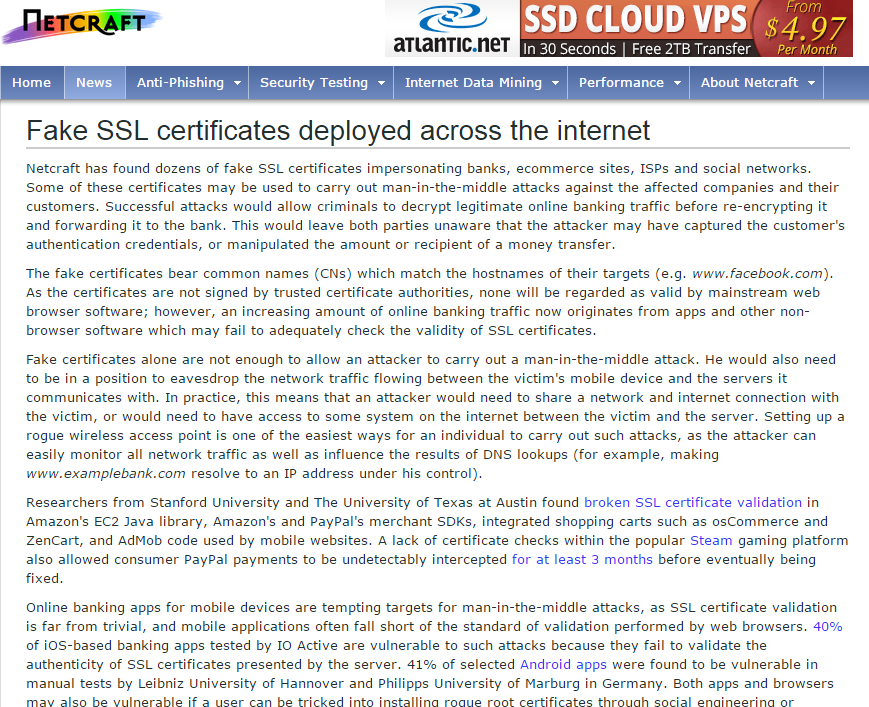 NETCRAFT
ATLANTIC.NET
SSD CLOUD VPS
In 30 Seconds | Free 2TB Transfer
From
$4.97
Per Month
Home News Anti-Phishing Security Testing Internet Data Mining Performance About Netcraft
Fake SSL certificates deployed across the internet
Netcraft has found dozens of fake SSL certificates impersonating banks, ecommerce sites, ISPs and social networks.
Some of these certificates may be used to carry out man-in-the-middle attacks against the affected companies and their
customers. Successful attacks would allow criminals to decrypt legitimate online banking traffic before re-encrypting it
and forwarding it to the bank. This would leave both parties unaware that the attacker may have captured the customer's
authentication credentials, or manipulated the amount or recipient of a money transfer.
The fake certificates bear common names (CNs) which match the hostnames of their targets (e.g. www.facebook.com).
As the certificates are not signed by trusted certificate authorities, none will be regarded as valid by mainstream web
browser software; however, an increasing amount of online banking traffic now originates from apps and other non-
browser software which may fail to adequately check the validity of SSL certificates.
Fake certificates alone are not enough to allow an attacker to carry out a man-in-the-middle attack. He would also need
to be in a position to eavesdrop the network traffic flowing between the victim's mobile device and the servers it
communicates with. In practice, this means that an attacker would need to share a network and internet connection with
the victim, or would need to have access to some system on the internet between the victim and the server. Setting up a
rogue wireless access point is one of the easiest ways for an individual to carry out such attacks, as the attacker can
easily monitor all network traffic as well as influence the results of DNS lookups (for example, making
www.examplebank.com resolve to an IP address under his control).
Researchers from Stanford University and The University of Texas at Austin found broken SSL certificate validation in
Amazon's EC2 Java library, Amazon's and PayPal's merchant SDKs, integrated shopping carts such as osCommerce and
ZenCart, and AdMob code used by mobile websites. A lack of certificate checks within the popular Steam gaming platform
also allowed consumer PayPal payments to be undetectably intercepted for at least 3 months before eventually being
fixed.
Online banking apps for mobile devices are tempting targets for man-in-the-middle attacks, as SSL certificate validation
is far from trivial, and mobile applications often fall short of the standard of validation performed by web browsers. 40%
of iOS-based banking apps tested by IO Active are vulnerable to such attacks because they fail to validate the
authenticity of SSL certificates presented by the server. 41% of selected Android apps were found to be vulnerable in
manual tests by Leibniz University of Hannover and Philipps University of Marburg in Germany. Both apps and browsers
may also be vulnerable if a user can be tricked into installing rogue root certificates through social engineering or